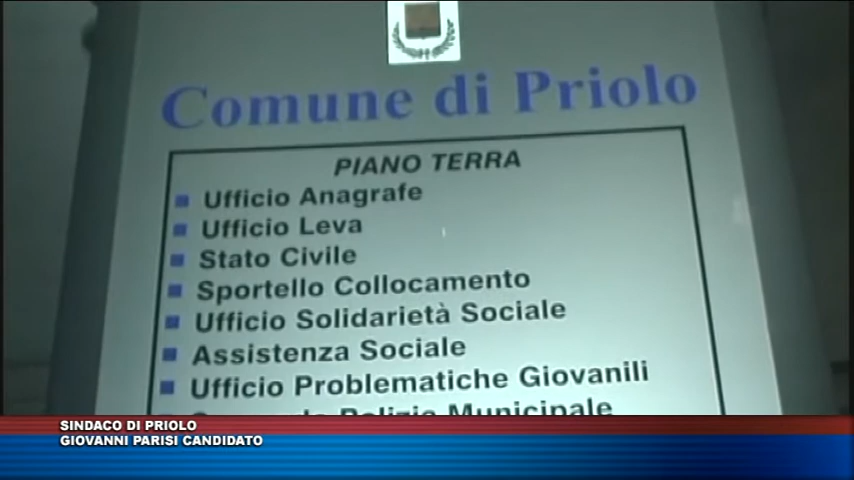 Comune di Priolo
PIANO TERRA
Ufficio Anagrafe
Ufficio Leva
Stato Civile
Sportello Collocamento
Ufficio Solidarietà Sociale
Assistenza Sociale
Ufficio Problematiche Giovanili
Polizia Municipale
SINDACO DI PRIOLO
GIOVANNI PARISI CANDIDATO